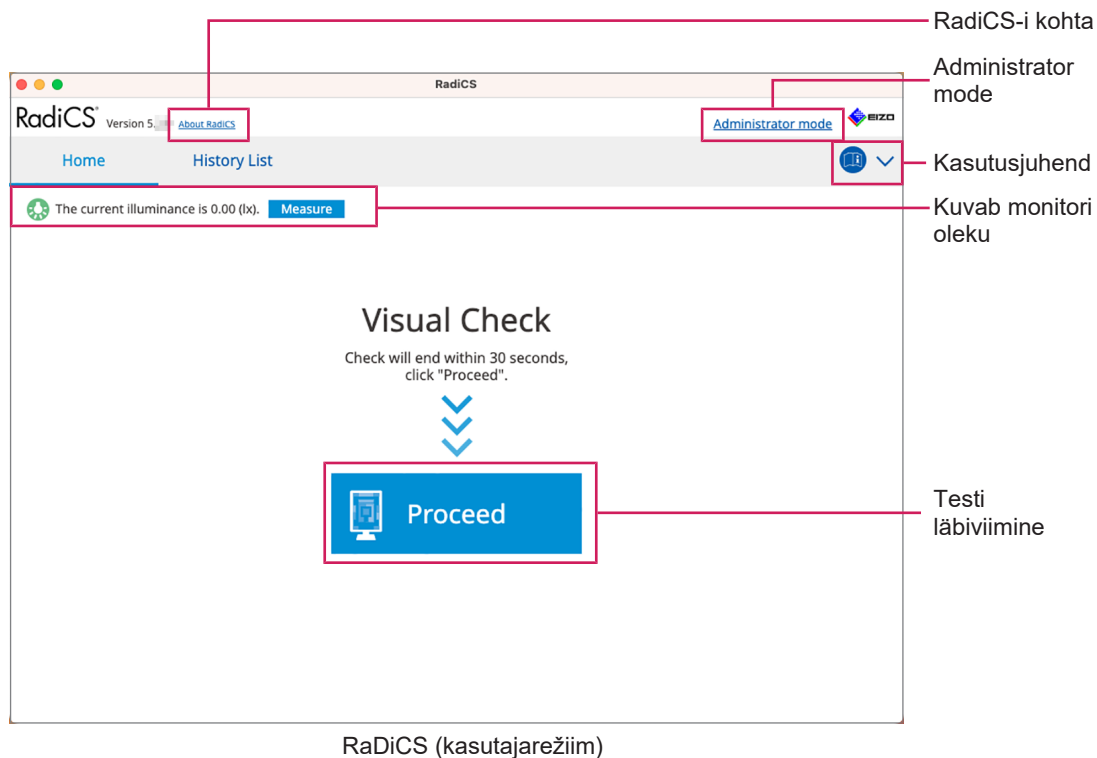 RadiCS-i kohta
Administrator
mode
RadiCS
RadiCS® Version 5. About RadiCS
Administrator mode
EIZO
Home
History List
Kasutusjuhend
The current illuminance is 0.00 (lx).
Measure
Kuvab monitori
oleku
Visual Check
Check will end within 30 seconds,
click "Proceed".
Proceed
Testi
läbiviimine
RaDiCS (kasutajarežiim)